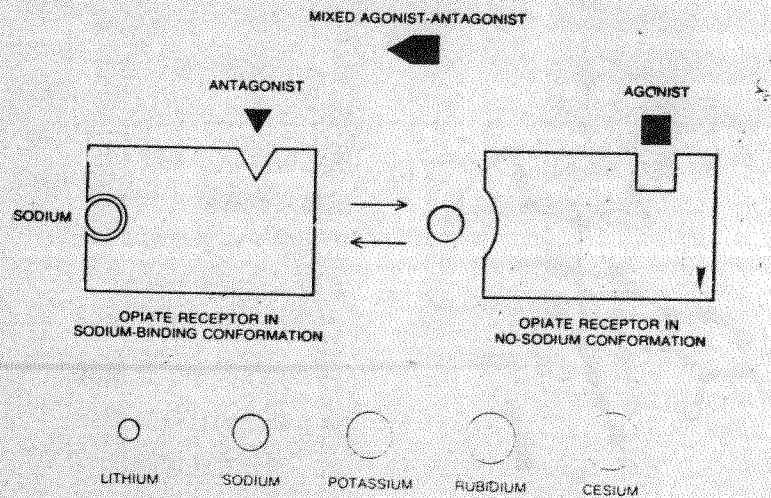 MIXED AGONIST-ANTAGONIST
ANTAGONIST
AGONIST
SODIUM
OPIATE RECEPTOR IN
SODIUM-BINDING CONFORMATION
OPIATE RECEPTOR IN
NO-SODIUM CONFORMATION
LITHIUM
SODIUM
POTASSIUM
RUBIDIUM
CESIUM